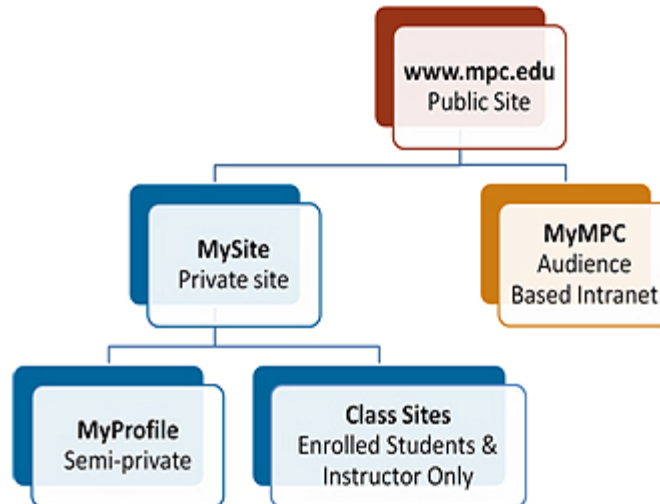 www.mpc.edu
Public Site
MySite
Private site
MyMPC
Audience
Based Intranet
MyProfile
Semi-private
Class Sites
Enrolled Students &
Instructor Only